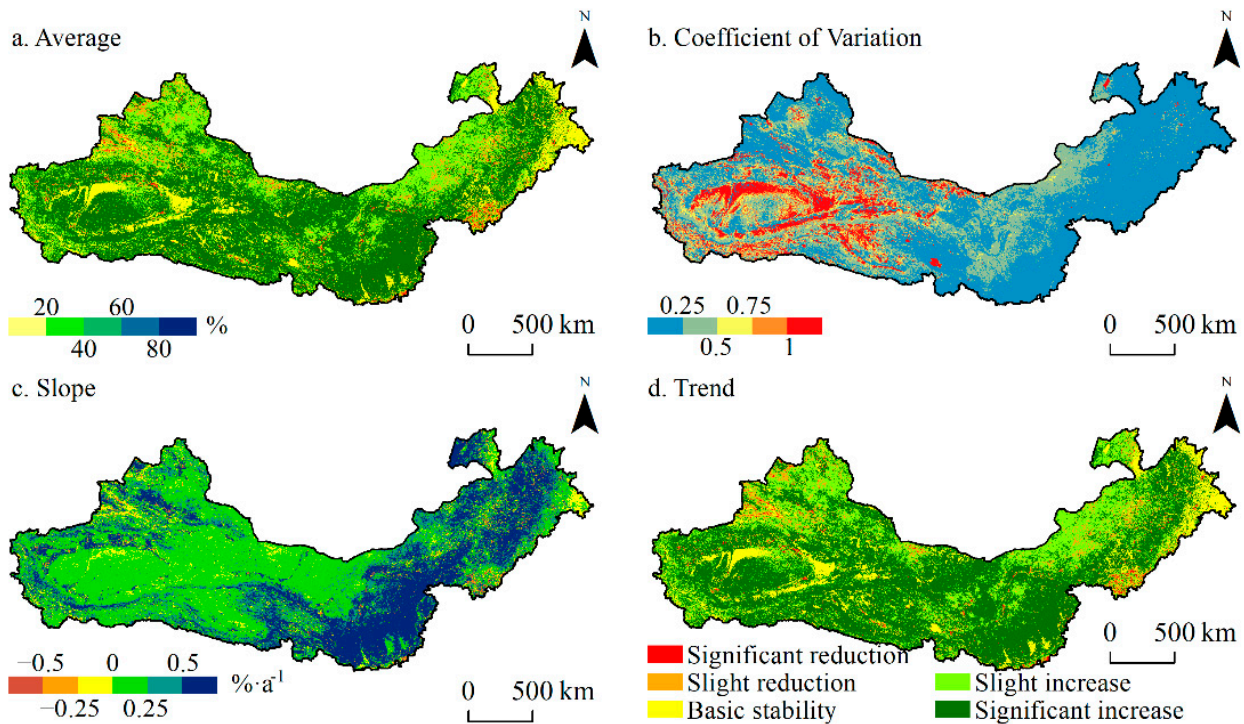 a. Average
N
b. Coefficient of Variation
N
20 60
%
40 80
0 500 km
0.25 0.75
0.5 1
0 500 km
c. Slope
N
d. Trend
N
−0.5 0 0.5
%·a⁻¹
−0.25 0.25
0 500 km
0 500 km
Significant reduction
Slight reduction
Slight increase
Basic stability
Significant increase